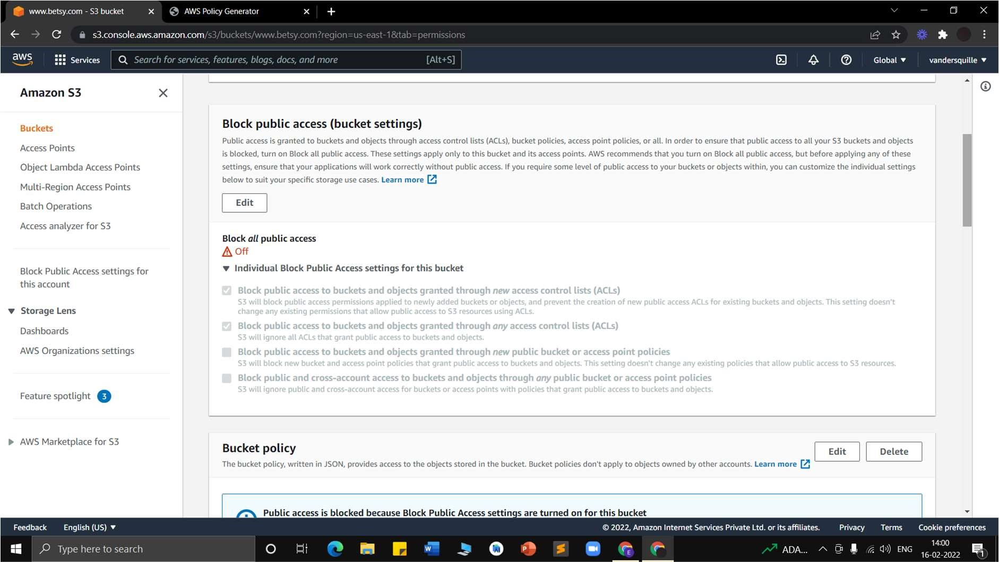 www.betsy.com - S3 bucket
AWS Policy Generator
s3.console.aws.amazon.com/s3/buckets/www.betsy.com?region=us-east-1&tab=permissions
aws
Services
Search for services, features, blogs, docs, and more
[Alt+S]
Global
vandersquille
Amazon S3
Buckets
Access Points
Object Lambda Access Points
Multi-Region Access Points
Batch Operations
Access analyzer for S3
Block Public Access settings for
this account
Storage Lens
Dashboards
AWS Organizations settings
Feature spotlight 3
AWS Marketplace for S3
Block public access (bucket settings)
Public access is granted to buckets and objects through access control lists (ACLs), bucket policies, access point policies, or all. In order to ensure that public access to all your S3 buckets and objects
is blocked, turn on Block all public access. These settings apply only to this bucket and its access points. AWS recommends that you turn on Block all public access, but before applying any of these
settings, ensure that your applications will work correctly without public access. If you require some level of public access to your buckets or objects within, you can customize the individual settings
below to suit your specific storage use cases. Learn more
Edit
Block all public access
Off
Individual Block Public Access settings for this bucket
Block public access to buckets and objects granted through new access control lists (ACLs)
S3 will block public access permissions applied to newly added buckets or objects, and prevent the creation of new public access ACLs for existing buckets and objects. This setting doesn't
change any existing permissions that allow public access to S3 resources using ACLs.
Block public access to buckets and objects granted through any access control lists (ACLs)
S3 will ignore all ACLs that grant public access to buckets and objects.
Block public access to buckets and objects granted through new public bucket or access point policies
S3 will block new bucket and access point policies that grant public access to buckets and objects. This setting doesn't change any existing policies that allow public access to S3 resources.
Block public and cross-account access to buckets and objects through any public bucket or access point policies
S3 will ignore public and cross-account access for buckets or access points with policies that grant public access to buckets and objects.
Bucket policy
Edit
Delete
The bucket policy, written in JSON, provides access to the objects stored in the bucket. Bucket policies don't apply to objects owned by other accounts. Learn more
Public access is blocked because Block Public Access settings are turned on for this bucket
Feedback
English (US)
© 2022, Amazon Internet Services Private Ltd. or its affiliates.
Privacy
Terms
Cookie preferences
Type here to search
ADA...
ENG
14:00
16-02-2022
1